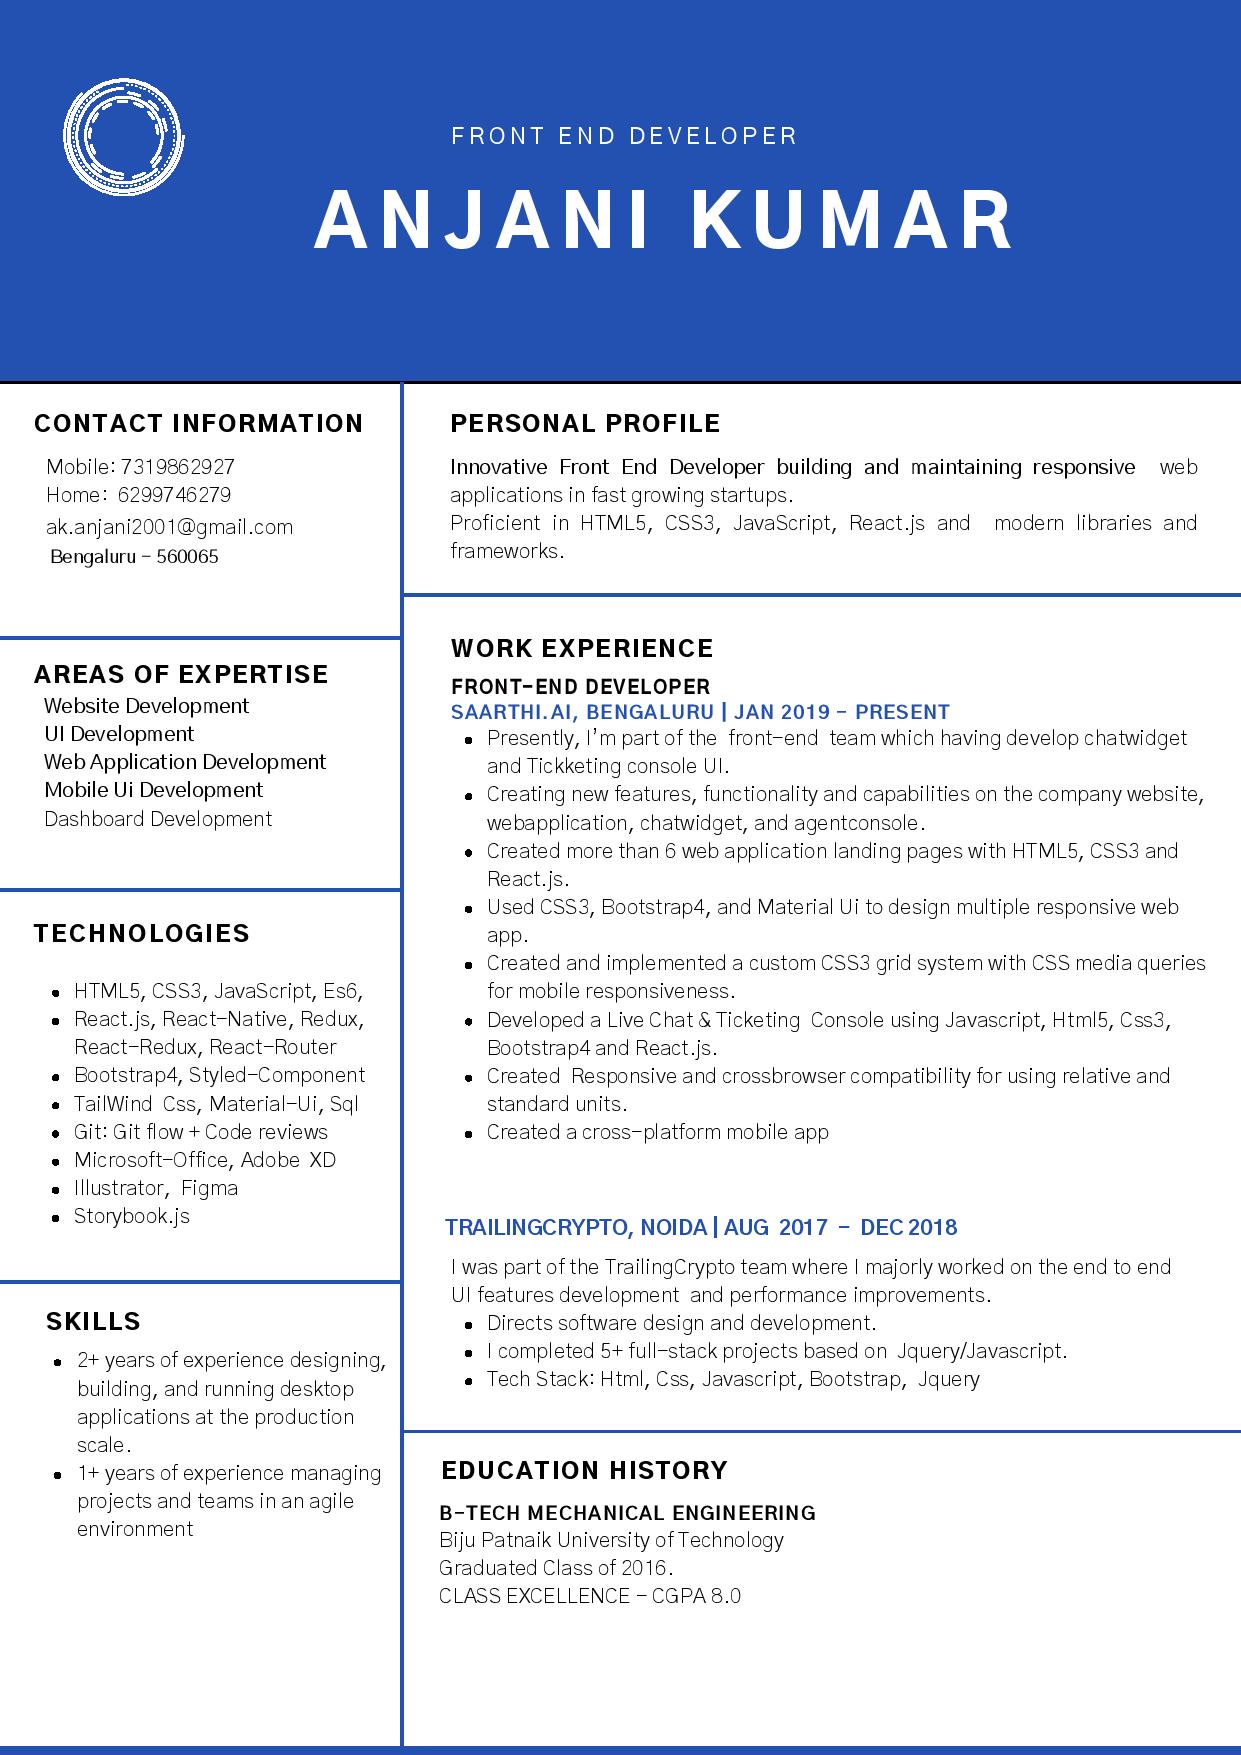 FRONT END DEVELOPER
ANJANI KUMAR
CONTACT INFORMATION
Mobile: 7319862927
Home: 6299746279
ak.anjani2001@gmail.com
Bengaluru - 560065
AREAS OF EXPERTISE
Website Development
UI Development
Web Application Development
Mobile Ui Development
Dashboard Development
TECHNOLOGIES
• HTML5, CSS3, JavaScript, Es6,
• React.js, React-Native, Redux,
React-Redux, React-Router
• Bootstrap4, Styled-Component
• TailWind Css, Material-Ui, Sql
• Git: Git flow + Code reviews
• Microsoft-Office, Adobe XD
• Illustrator, Figma
• Storybook.js
SKILLS
• 2+ years of experience designing,
building, and running desktop
applications at the production
scale.
• 1+ years of experience managing
projects and teams in an agile
environment
PERSONAL PROFILE
Innovative Front End Developer building and maintaining responsive web
applications in fast growing startups.
Proficient in HTML5, CSS3, JavaScript, React.js and modern libraries and
frameworks.
WORK EXPERIENCE
FRONT-END DEVELOPER
SAARTHI.AI, BENGALURU | JAN 2019 - PRESENT
• Presently, I'm part of the front-end team which having develop chatwidget
and Tickketing console UI.
• Creating new features, functionality and capabilities on the company website,
webapplication, chatwidget, and agentconsole.
• Created more than 6 web application landing pages with HTML5, CSS3 and
React.js.
• Used CSS3, Bootstrap4, and Material Ui to design multiple responsive web
app.
• Created and implemented a custom CSS3 grid system with CSS media queries
for mobile responsiveness.
• Developed a Live Chat & Ticketing Console using Javascript, Html5, Css3,
Bootstrap4 and React.js.
• Created Responsive and crossbrowser compatibility for using relative and
standard units.
• Created a cross-platform mobile app
TRAILINGCRYPTO, NOIDA | AUG 2017 - DEC 2018
I was part of the TrailingCrypto team where I majorly worked on the end to end
UI features development and performance improvements.
• Directs software design and development.
• I completed 5+ full-stack projects based on Jquery/Javascript.
• Tech Stack: Html, Css, Javascript, Bootstrap, Jquery
EDUCATION HISTORY
B-TECH MECHANICAL ENGINEERING
Biju Patnaik University of Technology
Graduated Class of 2016.
CLASS EXCELLENCE - CGPA 8.0